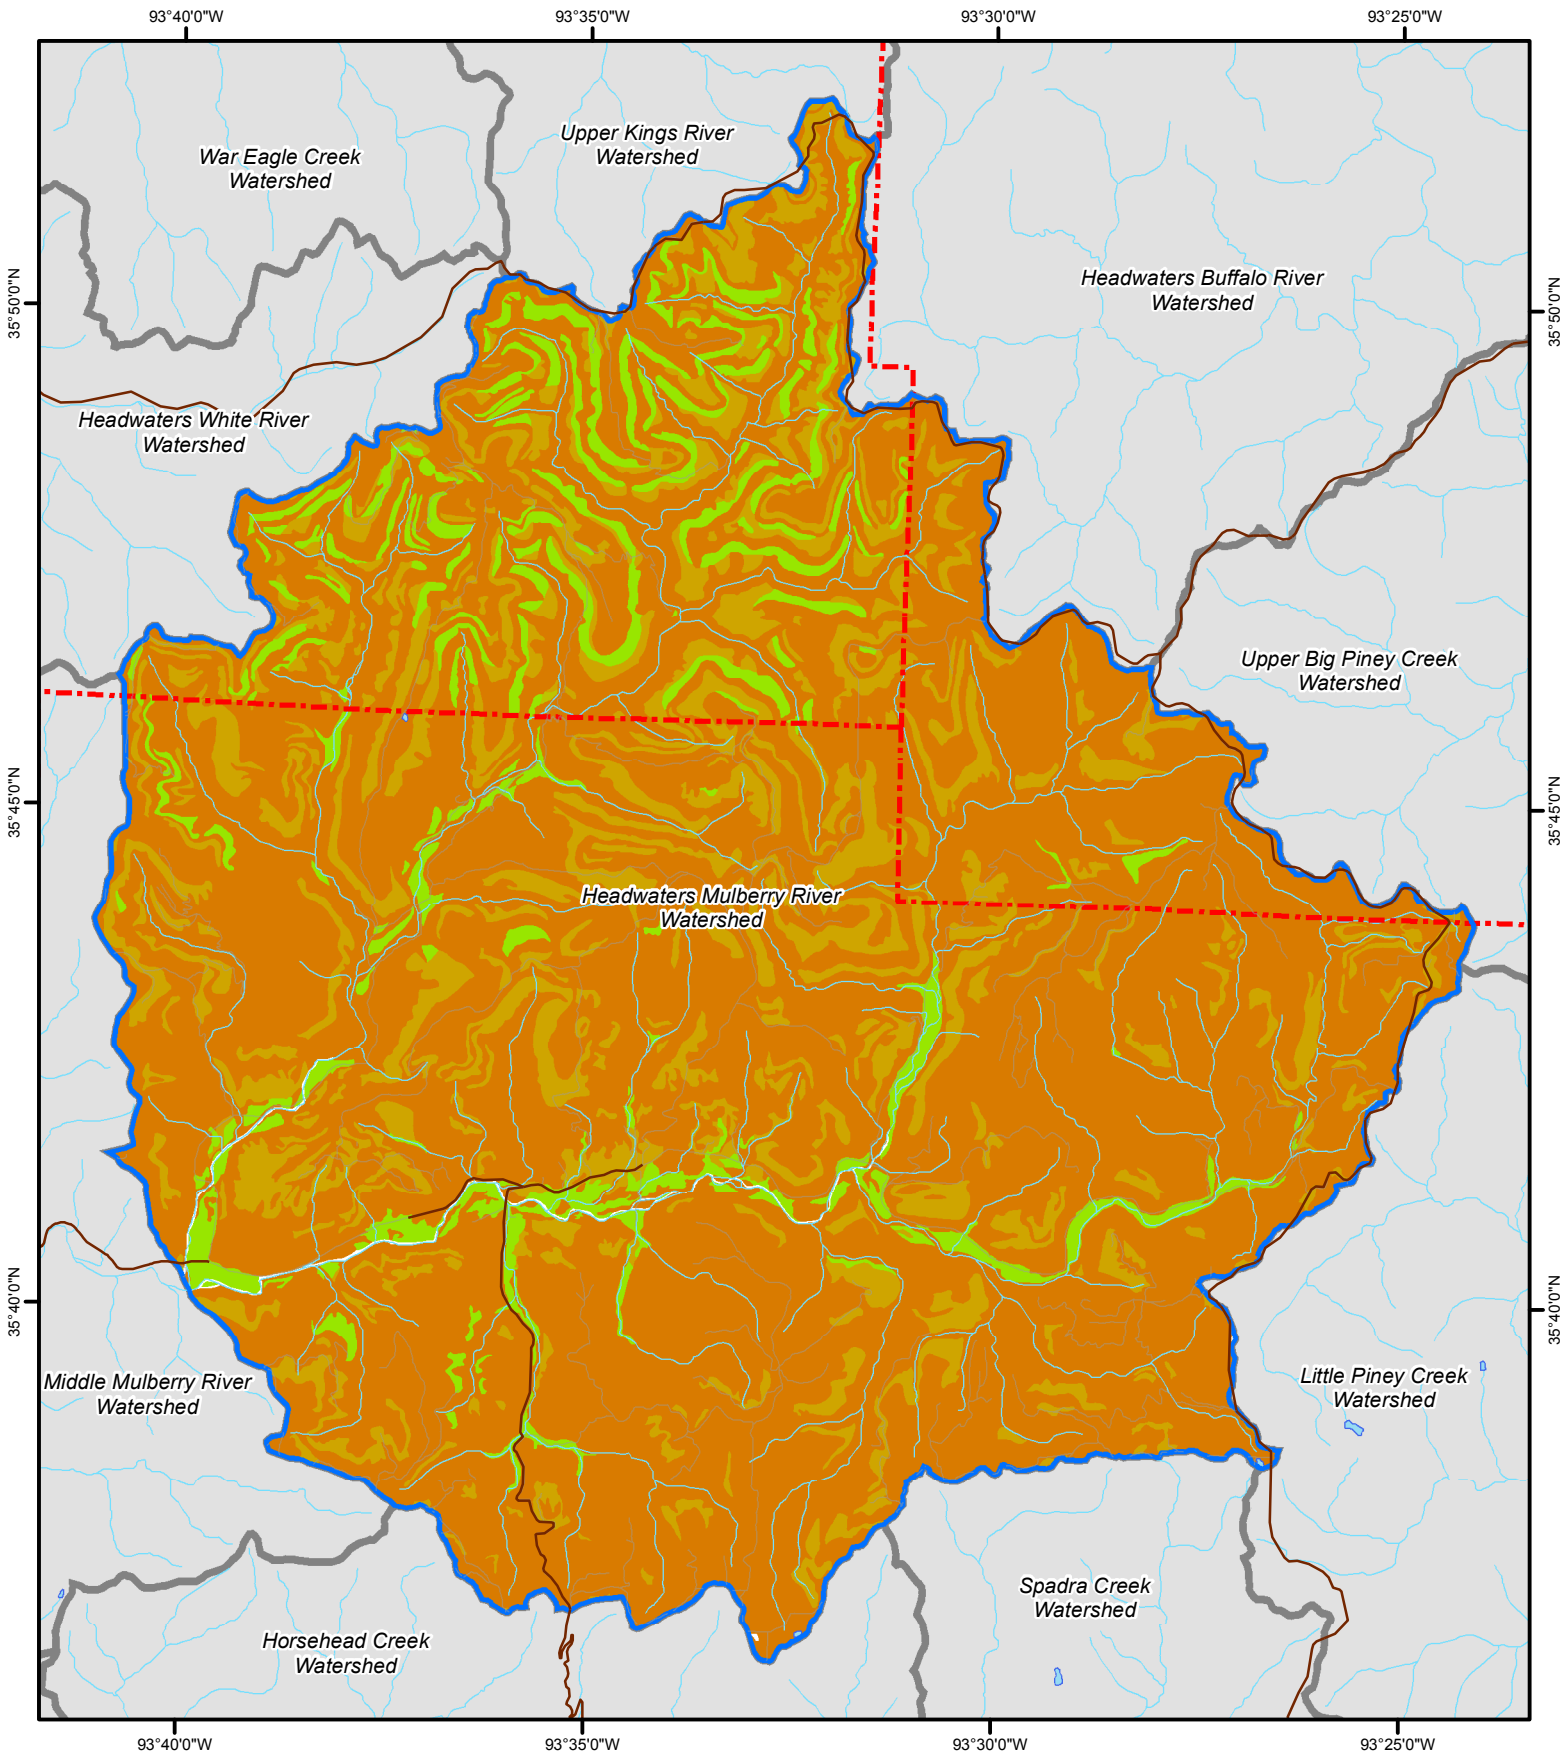 93°40'0"W
93°35'0"W
93°30'0"W
93°25'0"W
Upper Kings River
Watershed
War Eagle Creek
Watershed
Headwaters Buffalo River
Watershed
35°50'0"N
35°50'0"N
Headwaters White River
Watershed
Upper Big Piney Creek
Watershed
35°45'0"N
35°45'0"N
Headwaters Mulberry River
Watershed
35°40'0"N
35°40'0"N
Middle Mulberry River
Watershed
Little Piney Creek
Watershed
Spadra Creek
Watershed
Horsehead Creek
Watershed
93°40'0"W
93°35'0"W
93°30'0"W
93°25'0"W